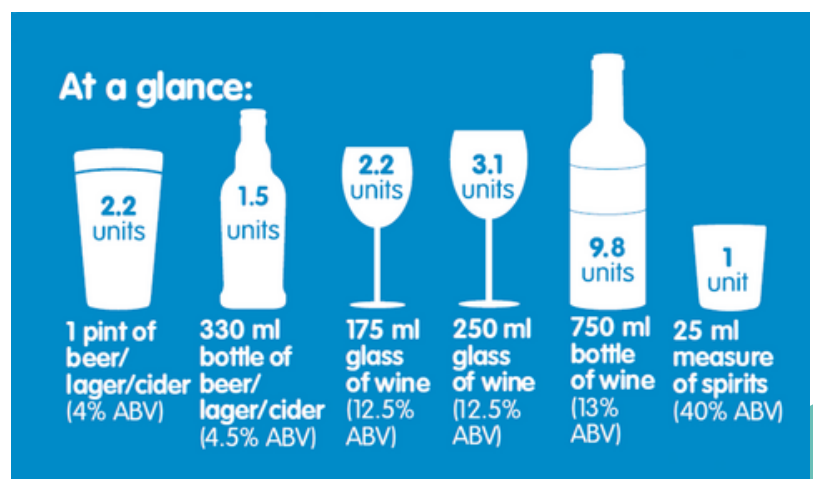 At a glance:
2.2
units
1.5
units
2.2
units
3.1
units
9.8
units
1
unit
1 pint of
beer/
lager/cider
(4% ABV)
330 ml
bottle of
beer/
lager/cider
(4.5% ABV)
175 ml
glass
of wine
(12.5%
ABV)
250 ml
glass
of wine
(12.5%
ABV)
750 ml
bottle
of wine
(13%
ABV)
25 ml
measure
of spirits
(40% ABV)